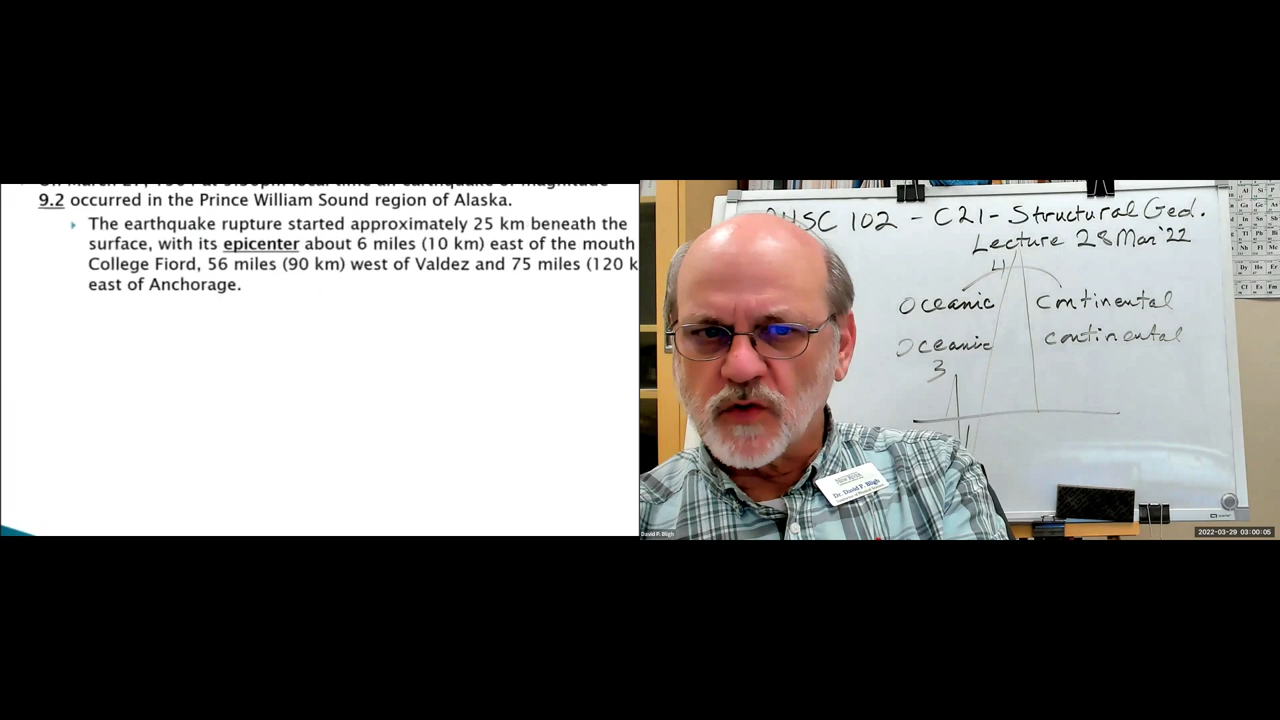 9.2 occurred in the Prince William Sound region of Alaska.
The earthquake rupture started approximately 25 km beneath the
surface, with its epicenter about 6 miles (10 km) east of the mouth
College Fiord, 56 miles (90 km) west of Valdez and 75 miles (120 k
east of Anchorage.
SC 102 - C21 - Structural Geo.
Lecture 28 Mar '22
4
Oceanic Continental
Oceanic continental
3
Dr. David P. Bligh
David P. Bligh
2022-03-29 03:00:05